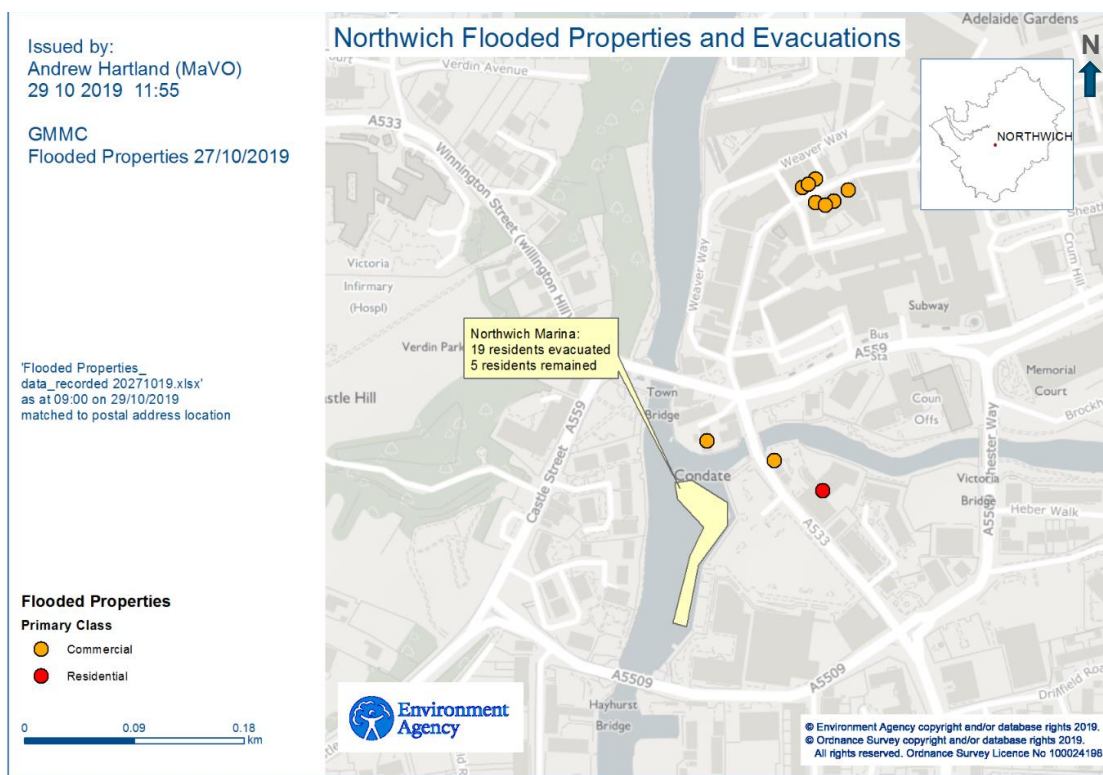 Issued by:
Andrew Hartland (MaVO)
29 10 2019 11:55
GMMC
Flooded Properties 27/10/2019
'Flooded Properties_
data_recorded 20271019.xlsx'
as at 09:00 on 29/10/2019
matched to postal address location
Flooded Properties
Primary Class
Commercial
Residential
0 0.09 0.18
km
Northwich Flooded Properties and Evacuations
Adelaide Gardens
N
NORTHWICH
Verdin Avenue
Court
A533
Winnington Street (willington Hill)
Weaver Way
Weaver Way
Victoria
Infirmary
(Hospl)
Verdin Park
Northwich Marina:
19 residents evacuated
5 residents remained
Crum Hill
Subway
Bus
Sta
A559
Memorial
Court
Coun
Offs
Town
Bridge
A559
Castle Street
Condate
Chester Way
A5509
Victoria
Bridge
Heber Walk
A533
A5509
A5509
Hayhurst
Bridge
Driffield Road
Environment
Agency
© Environment Agency copyright and/or database rights 2019.
© Ordnance Survey copyright and/or database rights 2019.
All rights reserved. Ordnance Survey Licence No 100024198